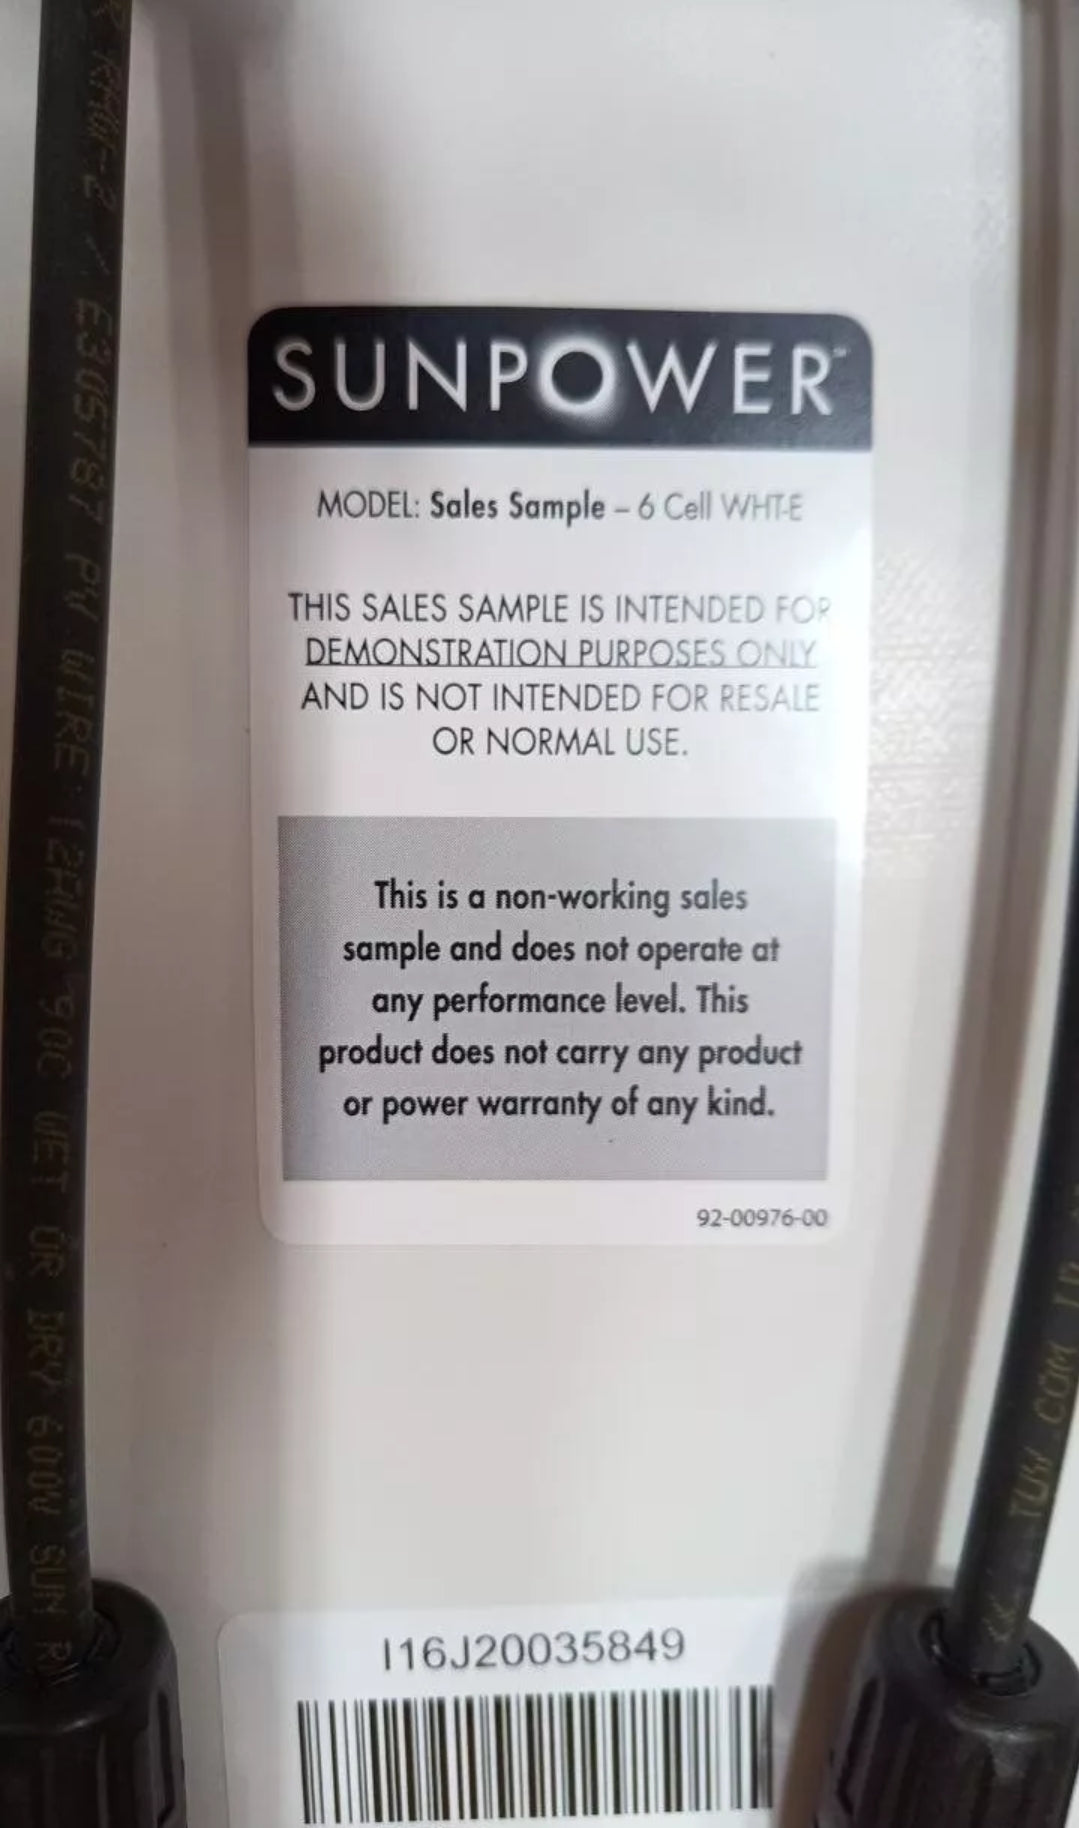 SUNPOWER™
MODEL: Sales Sample – 6 Cell WHT-E
THIS SALES SAMPLE IS INTENDED FOR
DEMONSTRATION PURPOSES ONLY
AND IS NOT INTENDED FOR RESALE
OR NORMAL USE.
This is a non-working sales
sample and does not operate at
any performance level. This
product does not carry any product
or power warranty of any kind.
92-00976-00
I16J20035849
RHW-2 / E305787 PV WIRE 12AWG 90C WET OR DRY 600V SUN